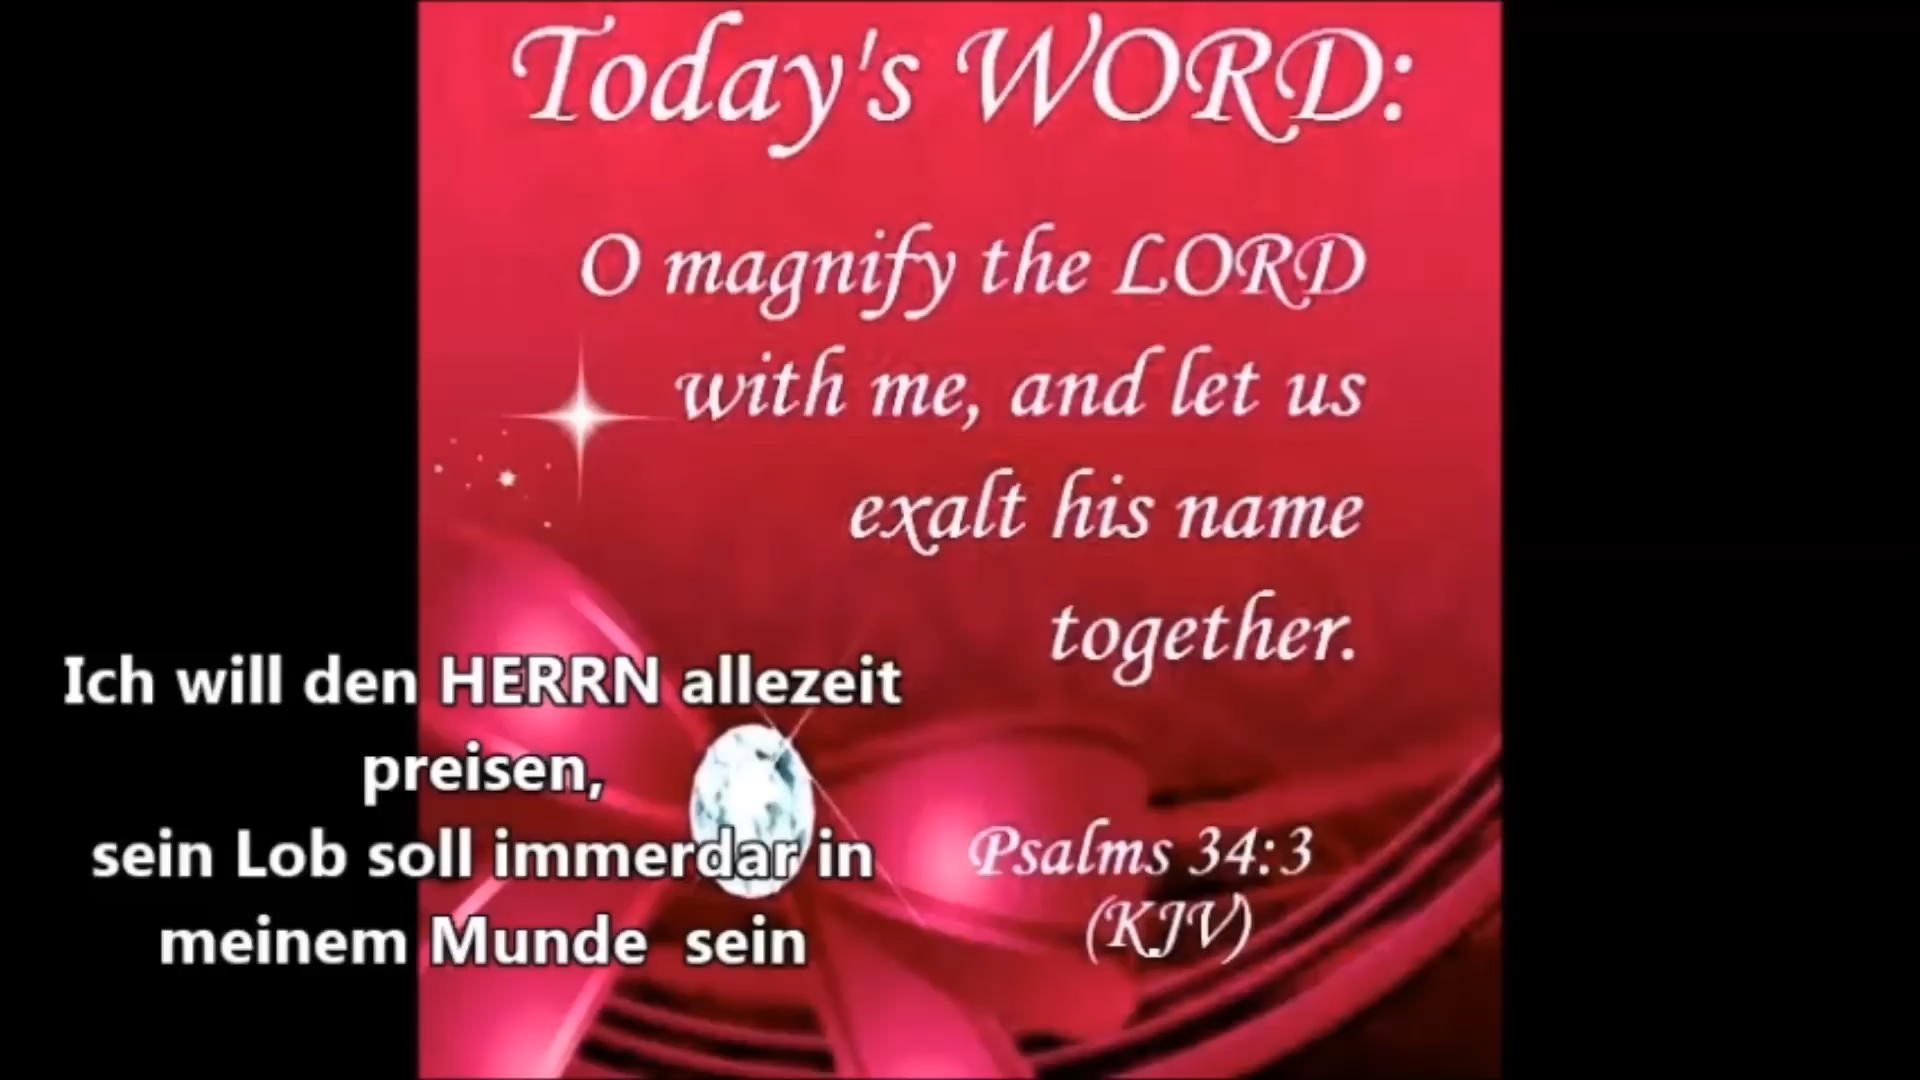 Today's WORD:
O magnify the LORD
with me, and let us
exalt his name
together.
Ich will den HERRN allezeit
preisen,
sein Lob soll immerdar in
meinem Munde  sein
Psalms 34:3
(KJV)